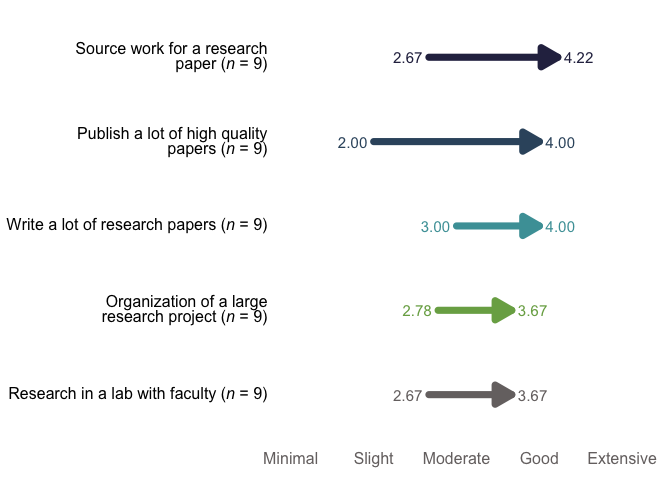 Source work for a research
paper (n = 9)
2.67
4.22
Publish a lot of high quality
papers (n = 9)
2.00
4.00
Write a lot of research papers (n = 9)
3.00
4.00
Organization of a large
research project (n = 9)
2.78
3.67
Research in a lab with faculty (n = 9)
2.67
3.67
Minimal Slight Moderate Good Extensive